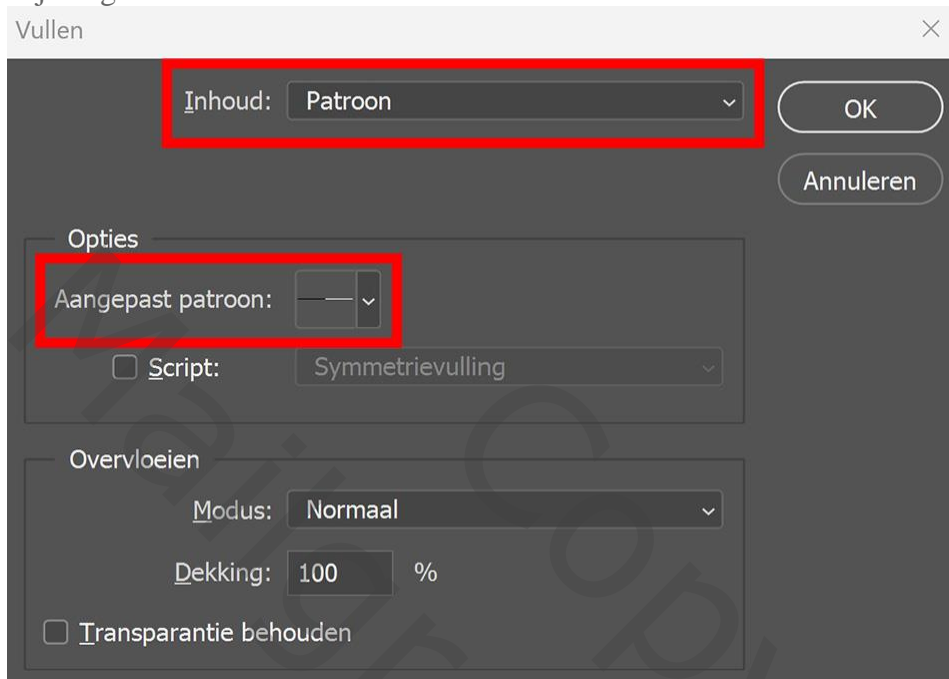 Vullen
Inhoud: Patroon
OK
Annuleren
Opties
Aangepast patroon:
Script: Symmetrievulling
Overvloeien
Modus: Normaal
Dekking: 100 %
Transparantie behouden